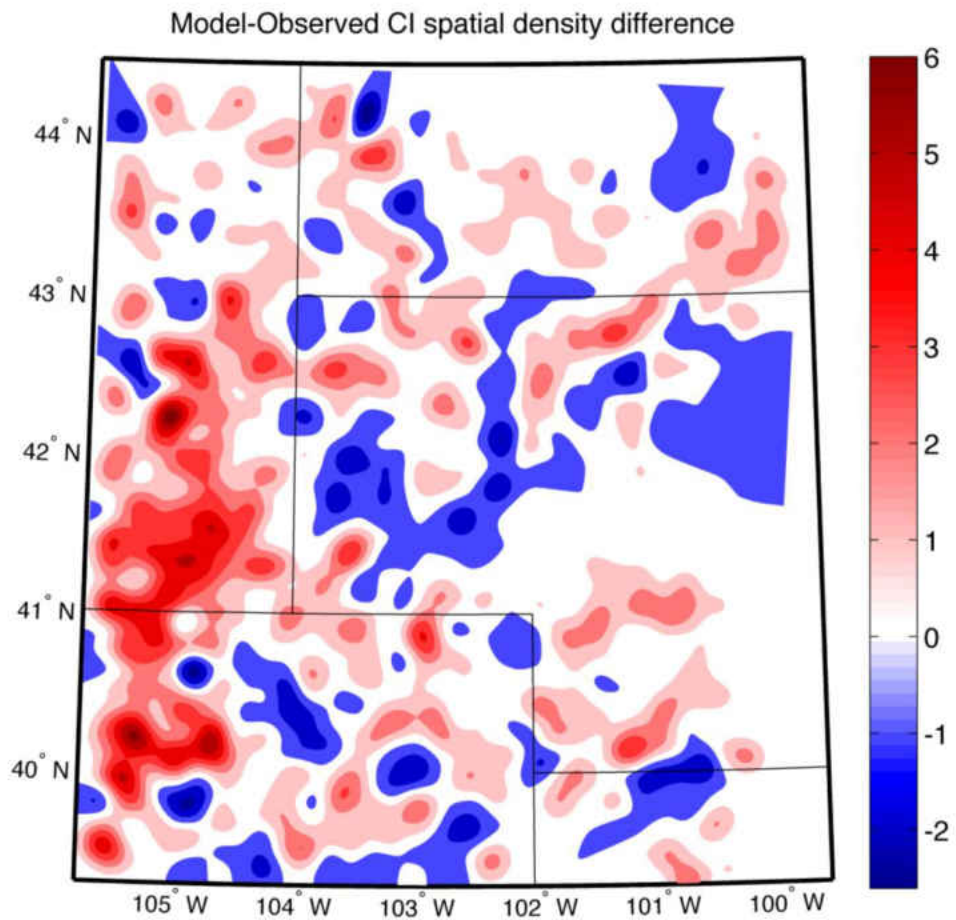 Model-Observed CI spatial density difference
6
44° N
5
4
43° N
3
42° N
2
1
41° N
0
-1
40° N
-2
105° W 104° W 103° W 102° W 101° W 100° W